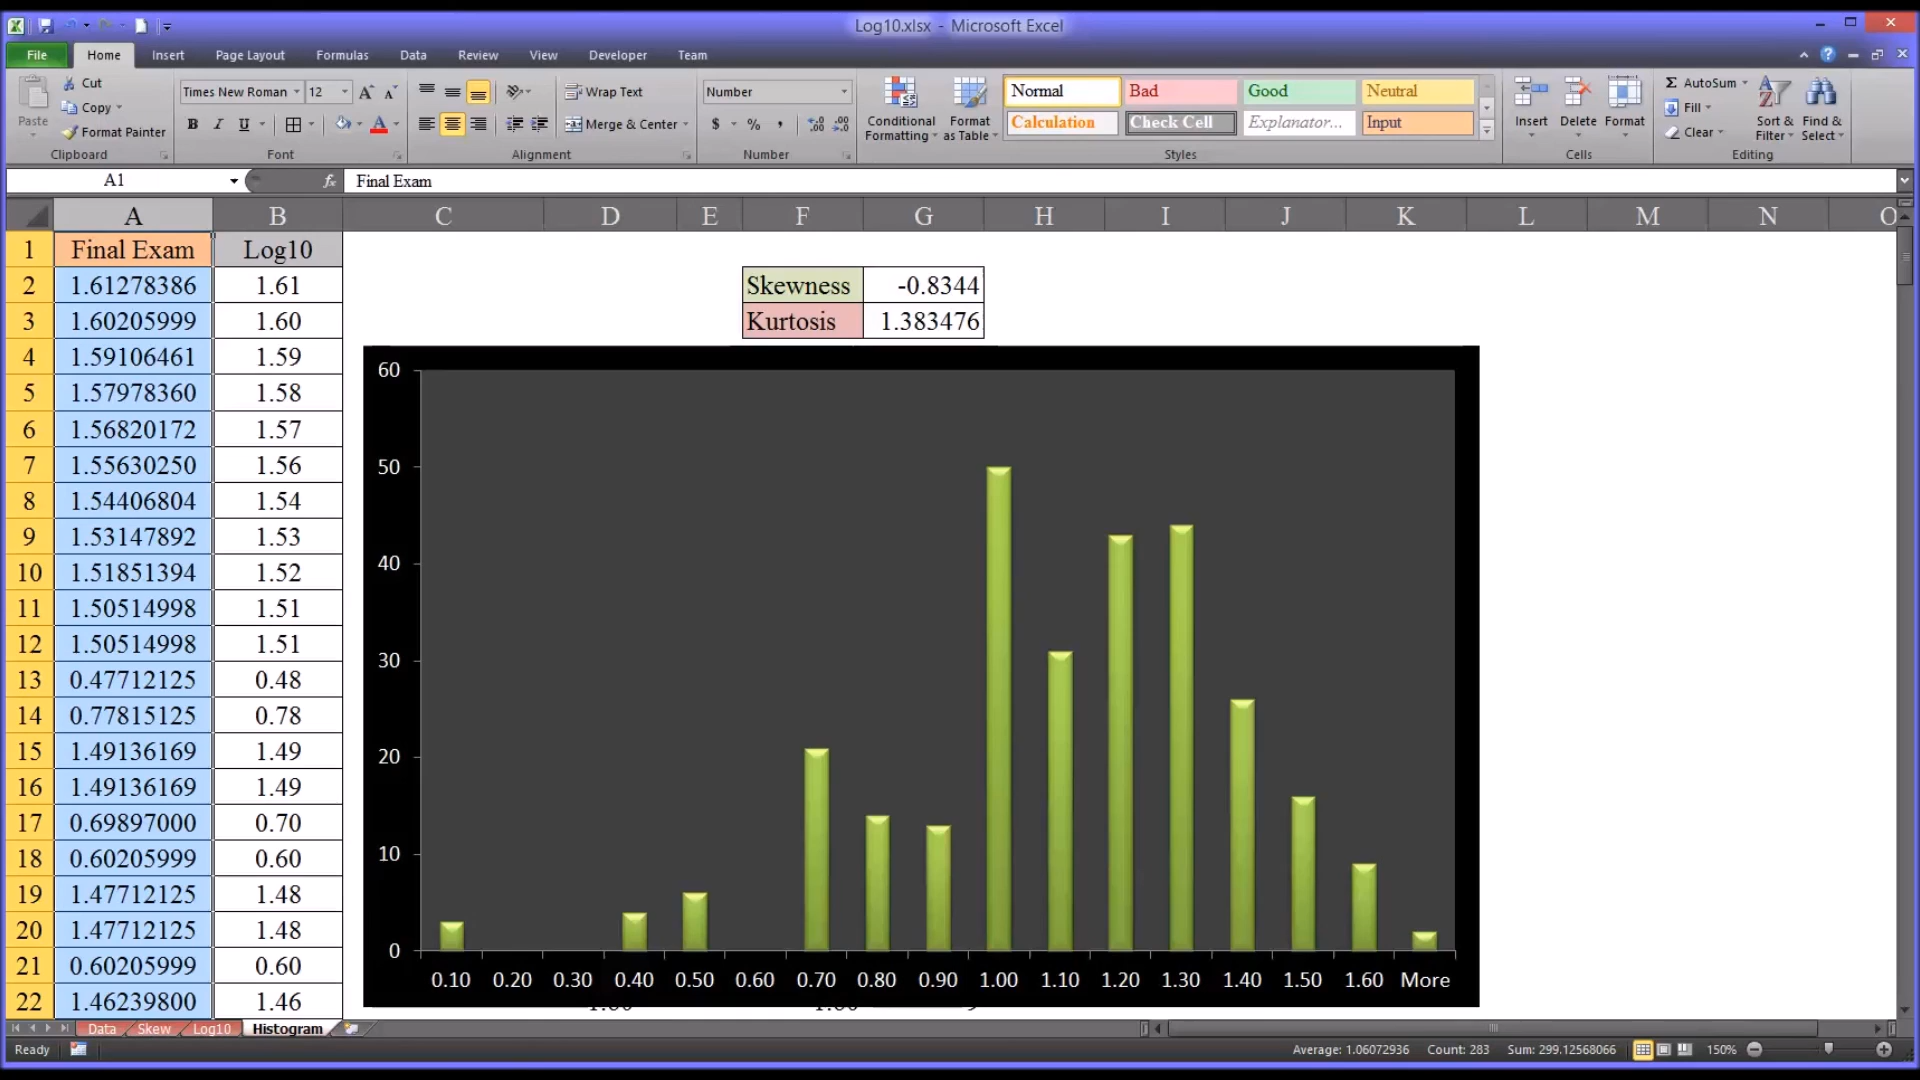 Log10.xlsx - Microsoft Excel
File Home Insert Page Layout Formulas Data Review View Developer Team
Cut
Copy
Format Painter
Paste
Clipboard
Times New Roman 12
B I U
Font
Wrap Text
Merge & Center
Alignment
Number
$ % ,
Number
Conditional Formatting
Format as Table
Normal Bad Good Neutral
Calculation Check Cell Explanator... Input
Styles
Insert Delete Format
Cells
Σ AutoSum
Fill
Clear
Sort & Filter
Find & Select
Editing
A1 fx Final Exam
A B C D E F G H I J K L M N O
1 Final Exam Log10
2 1.61278386 1.61 Skewness -0.8344
3 1.60205999 1.60 Kurtosis 1.383476
4 1.59106461 1.59
5 1.57978360 1.58
6 1.56820172 1.57
7 1.55630250 1.56
8 1.54406804 1.54
9 1.53147892 1.53
10 1.51851394 1.52
11 1.50514998 1.51
12 1.50514998 1.51
13 0.47712125 0.48
14 0.77815125 0.78
15 1.49136169 1.49
16 1.49136169 1.49
17 0.69897000 0.70
18 0.60205999 0.60
19 1.47712125 1.48
20 1.47712125 1.48
21 0.60205999 0.60
22 1.46239800 1.46
60
50
40
30
20
10
0
0.10 0.20 0.30 0.40 0.50 0.60 0.70 0.80 0.90 1.00 1.10 1.20 1.30 1.40 1.50 1.60 More
Data Skew Log10 Histogram
Ready Average: 1.06072936 Count: 283 Sum: 299.12568066 150%